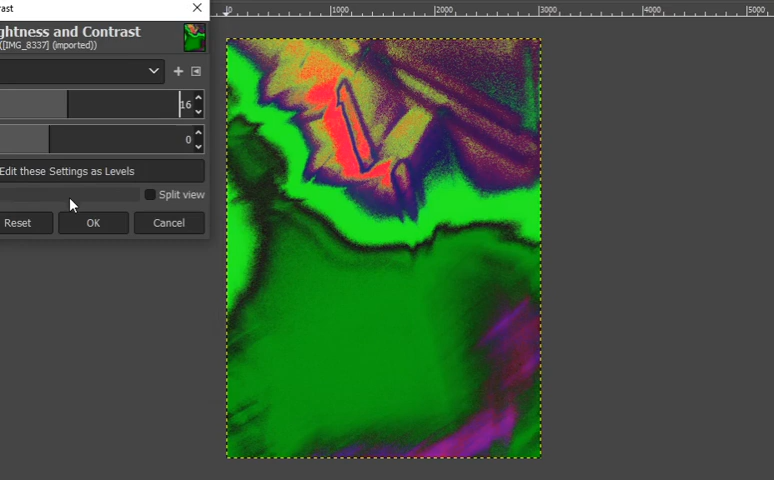 rast
ghtness and Contrast
([IMG_8337] (imported))
16
0
Edit these Settings as Levels
Split view
Reset
OK
Cancel
0
1000
2000
3000
4000
5000